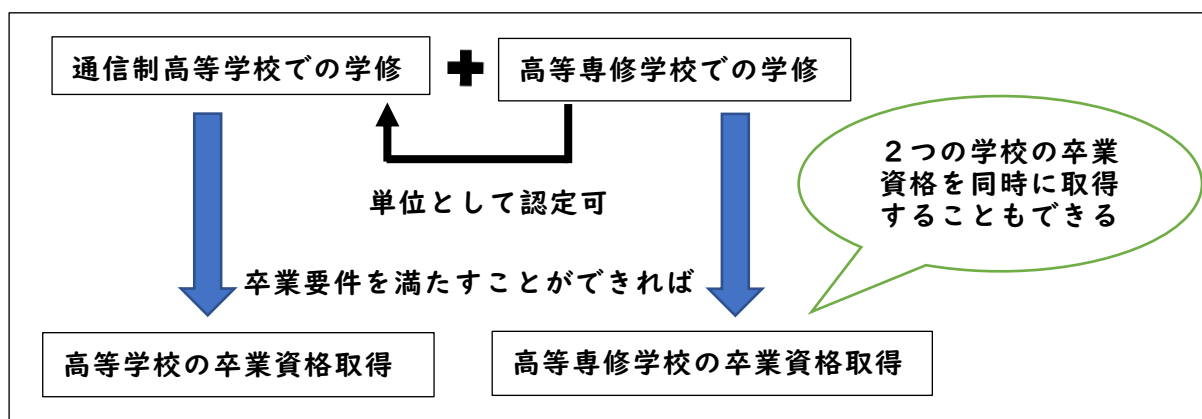 通信制高等学校での学修
高等専修学校での学修
単位として認定可
2つの学校の卒業
資格を同時に取得
することもできる
卒業要件を満たすことができれば
高等学校の卒業資格取得
高等専修学校の卒業資格取得